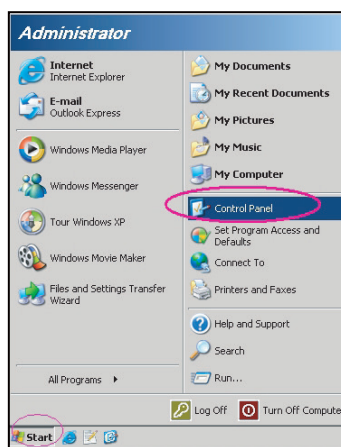 Administrator
Internet
Internet Explorer
E-mail
Outlook Express
Windows Media Player
Windows Messenger
Tour Windows XP
Windows Movie Maker
Files and Settings Transfer
Wizard
All Programs
My Documents
My Recent Documents
My Pictures
My Music
My Computer
Control Panel
Set Program Access and
Defaults
Connect To
Printers and Faxes
Help and Support
Search
Run...
Log Off
Turn Off Compute
Start